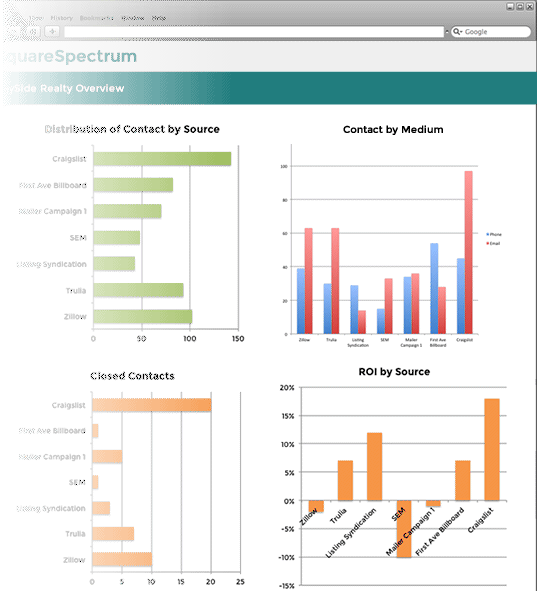 View History Bookmarks Window Help
Google
quareSpectrum
ySide Realty Overview
Distribution of Contact by Source
Craigslist
First Ave Billboard
Mailer Campaign 1
SEM
Listing Syndication
Trulia
Zillow
0 50 100 150
Contact by Medium
100
80
60
40
20
0
Zillow Trulia Listing Syndication SEM Mailer Campaign 1 First Ave Billboard Craigslist
Phone
Email
Closed Contacts
Craigslist
First Ave Billboard
Mailer Campaign 1
SEM
Listing Syndication
Trulia
Zillow
0 5 10 15 20 25
ROI by Source
20%
15%
10%
5%
0%
-5%
-10%
-15%
Zillow Trulia Listing Syndication SEM Mailer Campaign 1 First Ave Billboard Craigslist